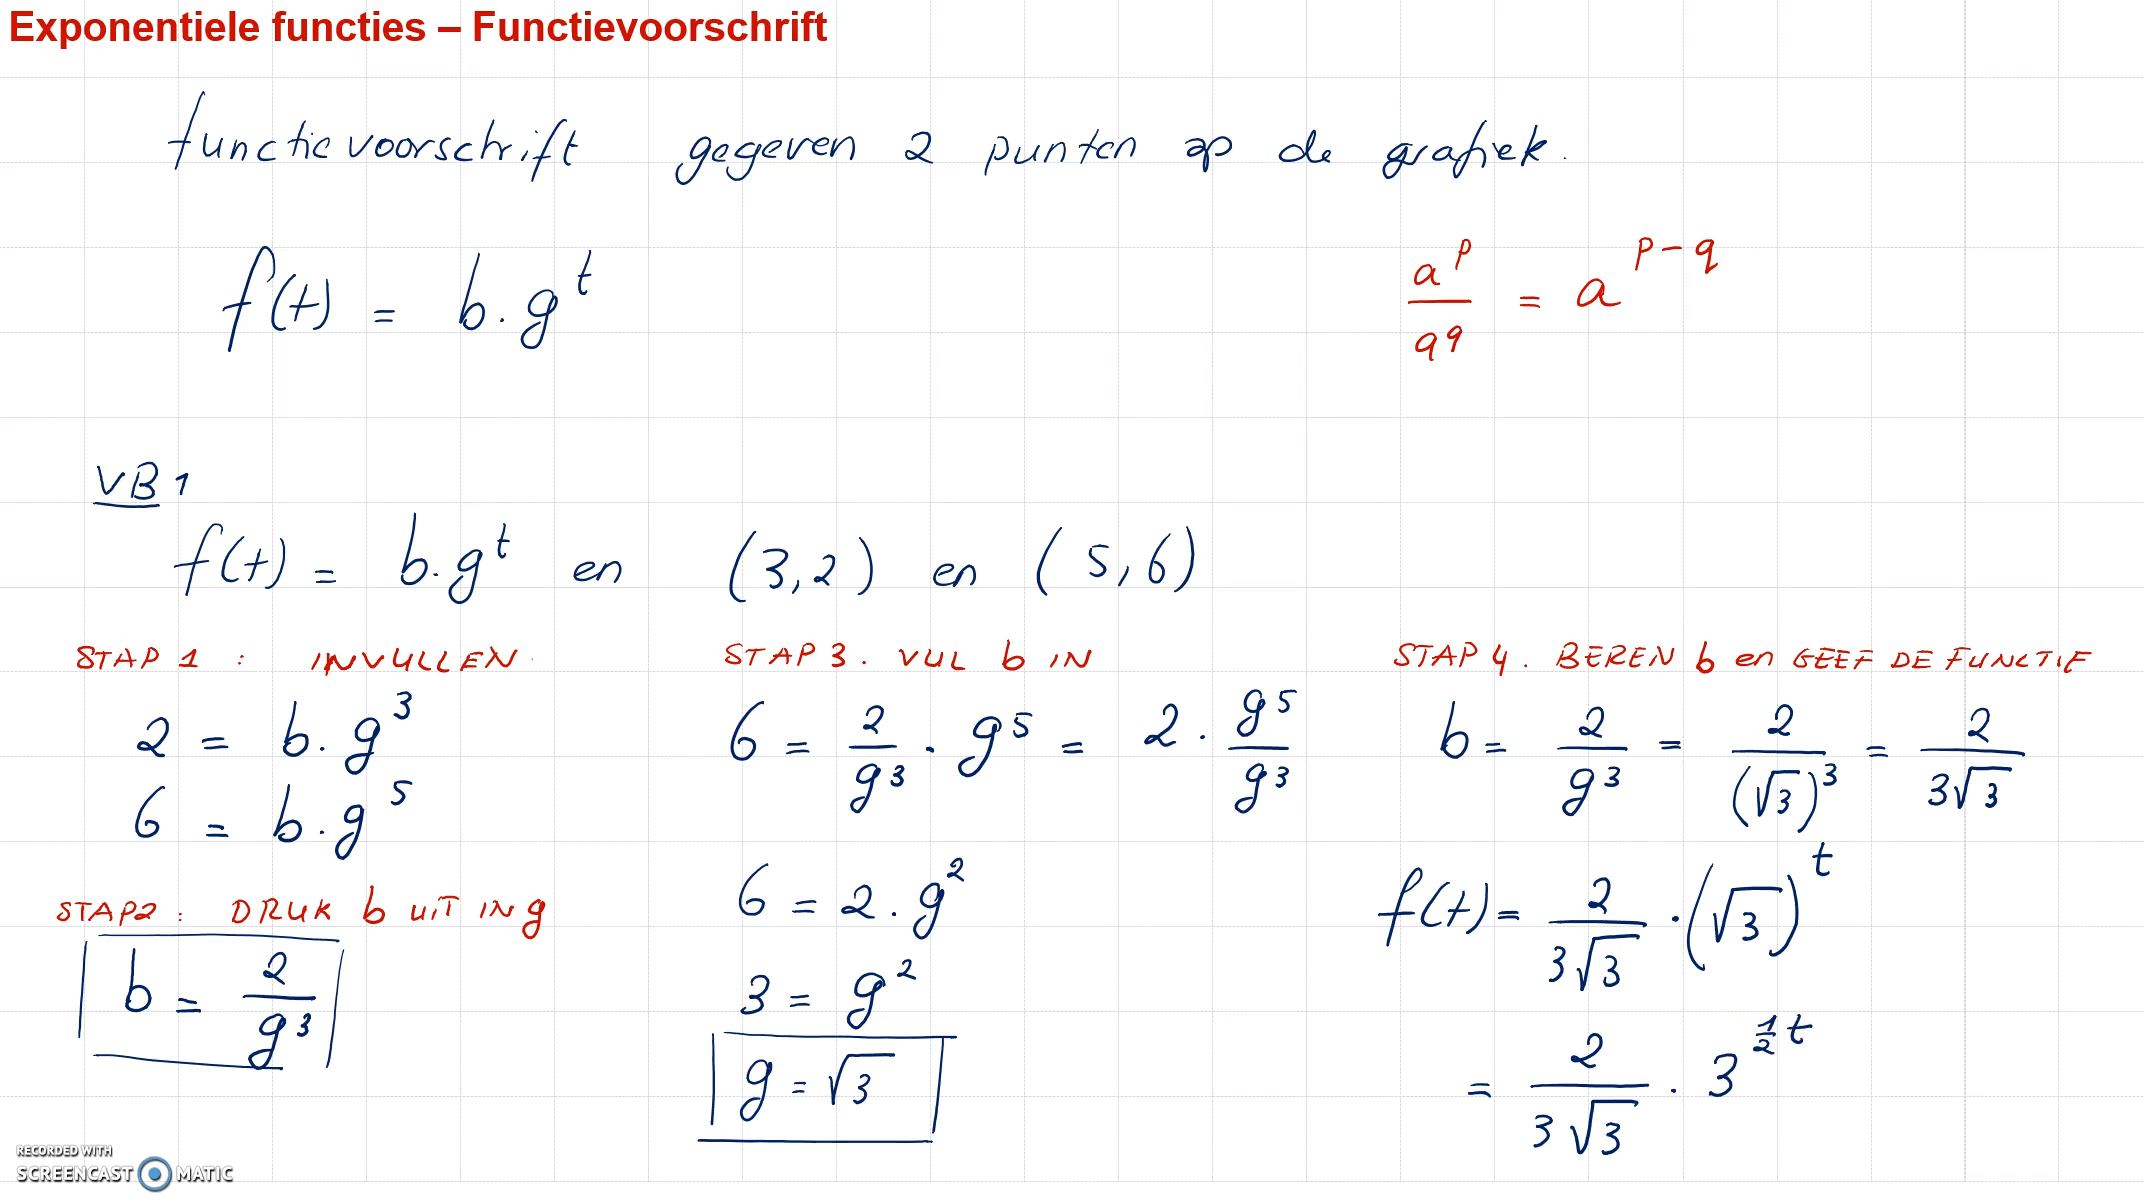 Exponentiele functies – Functievoorschrift
functievoorschrift gegeven 2 punten op de grafiek.
f(t) = b·g^t
a^p / a^q = a^(p-q)
VB 1
f(t) = b·g^t en (3,2) en (5,6)
STAP 1 : INVULLEN
2 = b·g^3
6 = b·g^5
STAP2 : DRUK b UIT IN g
b = 2/g^3
STAP 3. VUL b IN
6 = 2/g^3 · g^5 = 2 · g^5/g^3
6 = 2·g^2
3 = g^2
g = √3
STAP 4. BEREN b en GEEF DE FUNCTIE
b = 2/g^3 = 2/(√3)^3 = 2/(3√3)
f(t) = 2/(3√3) · (√3)^t
= 2/(3√3) · 3^(1/2 t)
RECORDED WITH
SCREENCAST MATIC